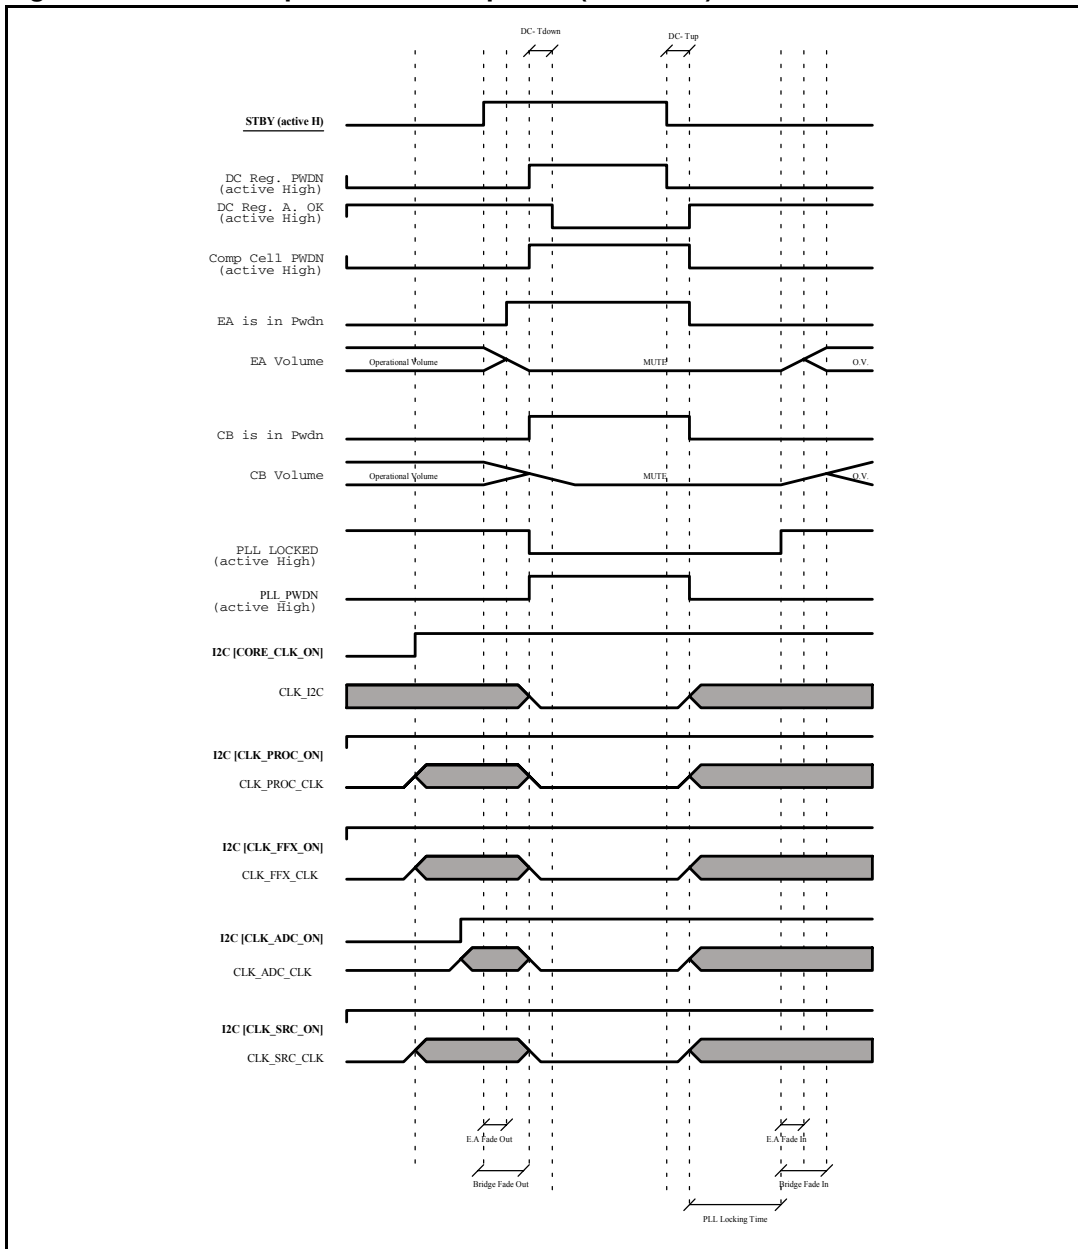 DC- Tdown
DC- Tup
STBY (active H)
DC Reg. PWDN
(active High)
DC Reg. A. OK
(active High)
Comp Cell PWDN
(active High)
EA is in Pwdn
EA Volume
Operational Volume
MUTE
O.V.
CB is in Pwdn
CB Volume
Operational Volume
MUTE
O.V.
PLL LOCKED
(active High)
PLL_PWDN
(active High)
I2C [CORE_CLK_ON]
CLK_I2C
I2C [CLK_PROC_ON]
CLK_PROC_CLK
I2C [CLK_FFX_ON]
CLK_FFX_CLK
I2C [CLK_ADC_ON]
CLK_ADC_CLK
I2C [CLK_SRC_ON]
CLK_SRC_CLK
E.A Fade Out
E.A Fade In
Bridge Fade Out
Bridge Fade In
PLL Locking Time